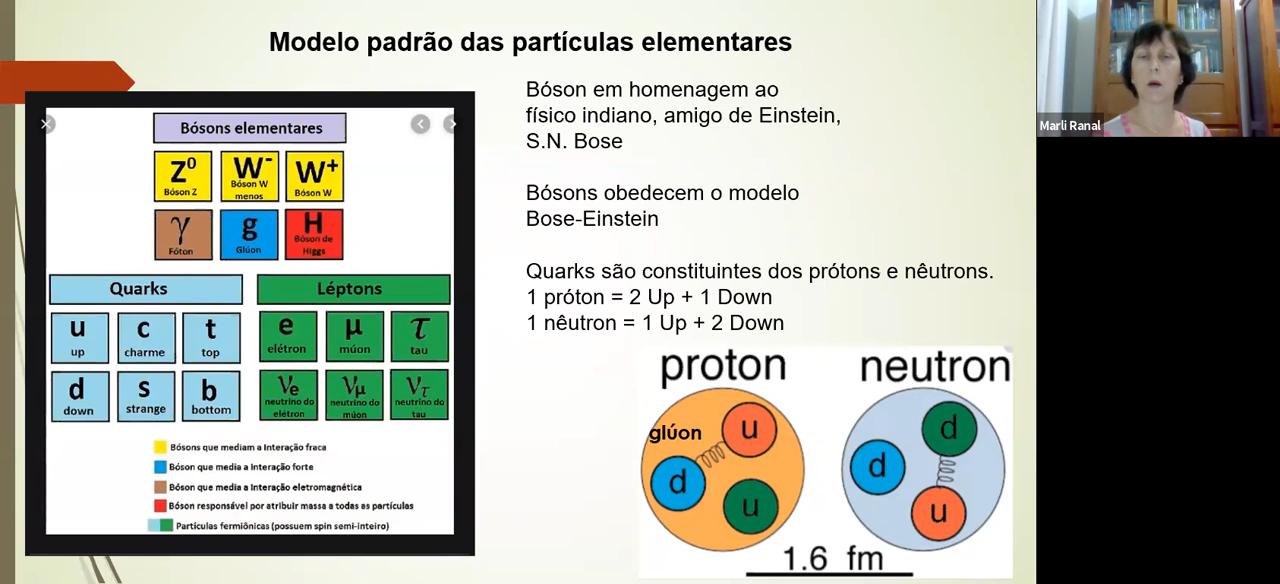 Modelo padrão das partículas elementares
Bósons elementares
Z⁰
Bóson Z
W⁻
Bóson W
menos
W⁺
Bóson W
γ
Fóton
g
Glúon
H
Bóson de
Higgs
Quarks
Léptons
u
up
c
charme
t
top
e
elétron
μ
múon
τ
tau
d
down
s
strange
b
bottom
νe
neutrino do
elétron
νμ
neutrino do
múon
ντ
neutrino do
tau
Bósons que mediam a Interação fraca
Bóson que media a Interação forte
Bóson que media a Interação eletromagnética
Bóson responsável por atribuir massa a todas as partículas
Partículas fermiônicas (possuem spin semi-inteiro)
Bóson em homenagem ao
físico indiano, amigo de Einstein,
S.N. Bose
Bósons obedecem o modelo
Bose-Einstein
Quarks são constituintes dos prótons e nêutrons.
1 próton = 2 Up + 1 Down
1 nêutron = 1 Up + 2 Down
proton
neutron
glúon
u
d
u
d
d
u
1.6 fm
Marli Ranal